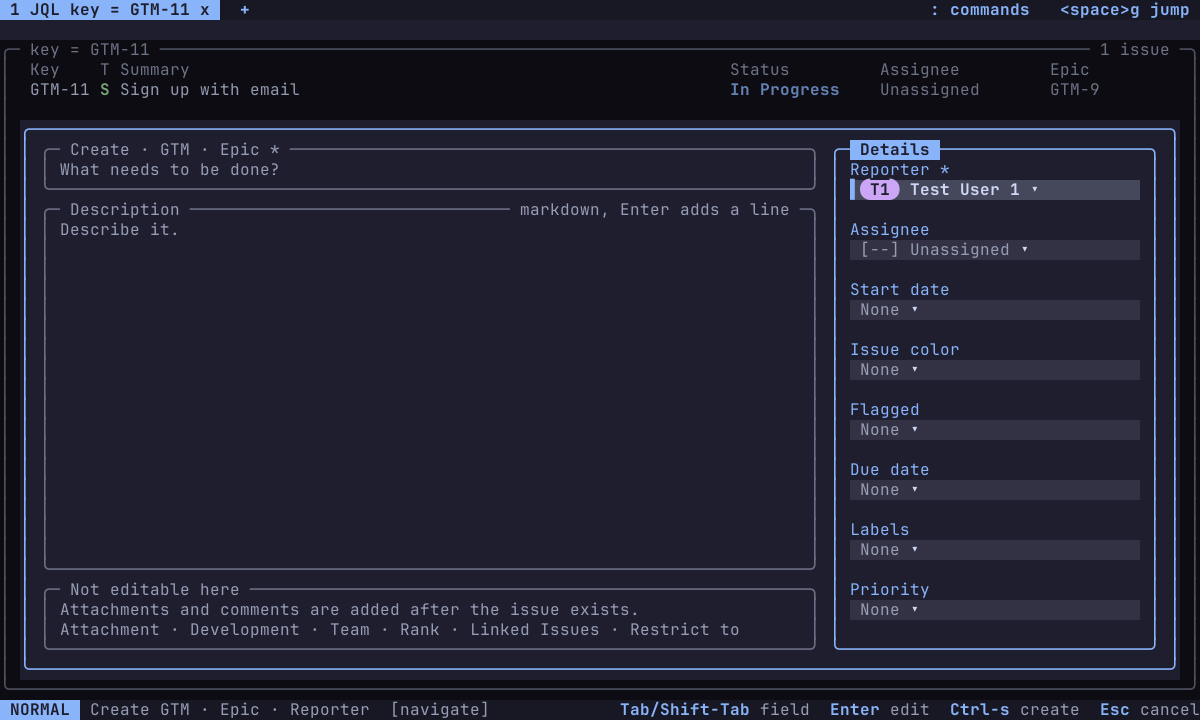 1 JQL key = GTM-11 x + : commands <space>g jump
key = GTM-11 1 issue
Key T Summary Status Assignee Epic
GTM-11 S Sign up with email In Progress Unassigned GTM-9
Create · GTM · Epic *
What needs to be done?
Description markdown, Enter adds a line
Describe it.
Not editable here
Attachments and comments are added after the issue exists.
Attachment · Development · Team · Rank · Linked Issues · Restrict to
Details
Reporter *
T1 Test User 1 ▾
Assignee
[--] Unassigned ▾
Start date
None ▾
Issue color
None ▾
Flagged
None ▾
Due date
None ▾
Labels
None ▾
Priority
None ▾
NORMAL Create GTM · Epic · Reporter [navigate] Tab/Shift-Tab field Enter edit Ctrl-s create Esc cancel